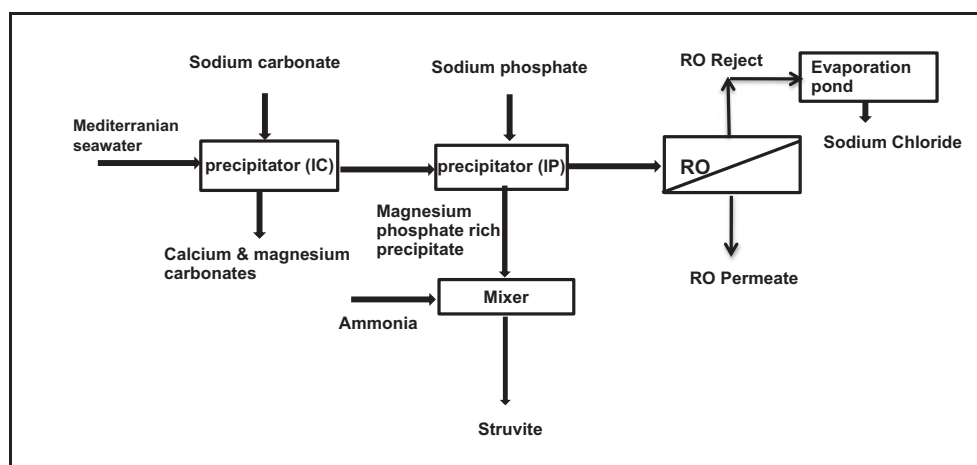 Sodium carbonate
Sodium phosphate
RO Reject
Evaporation
pond
Mediterranian
seawater
precipitator (IC)
precipitator (IP)
RO
Sodium Chloride
Calcium & magnesium
carbonates
Magnesium
phosphate rich
precipitate
RO Permeate
Mixer
Ammonia
Struvite